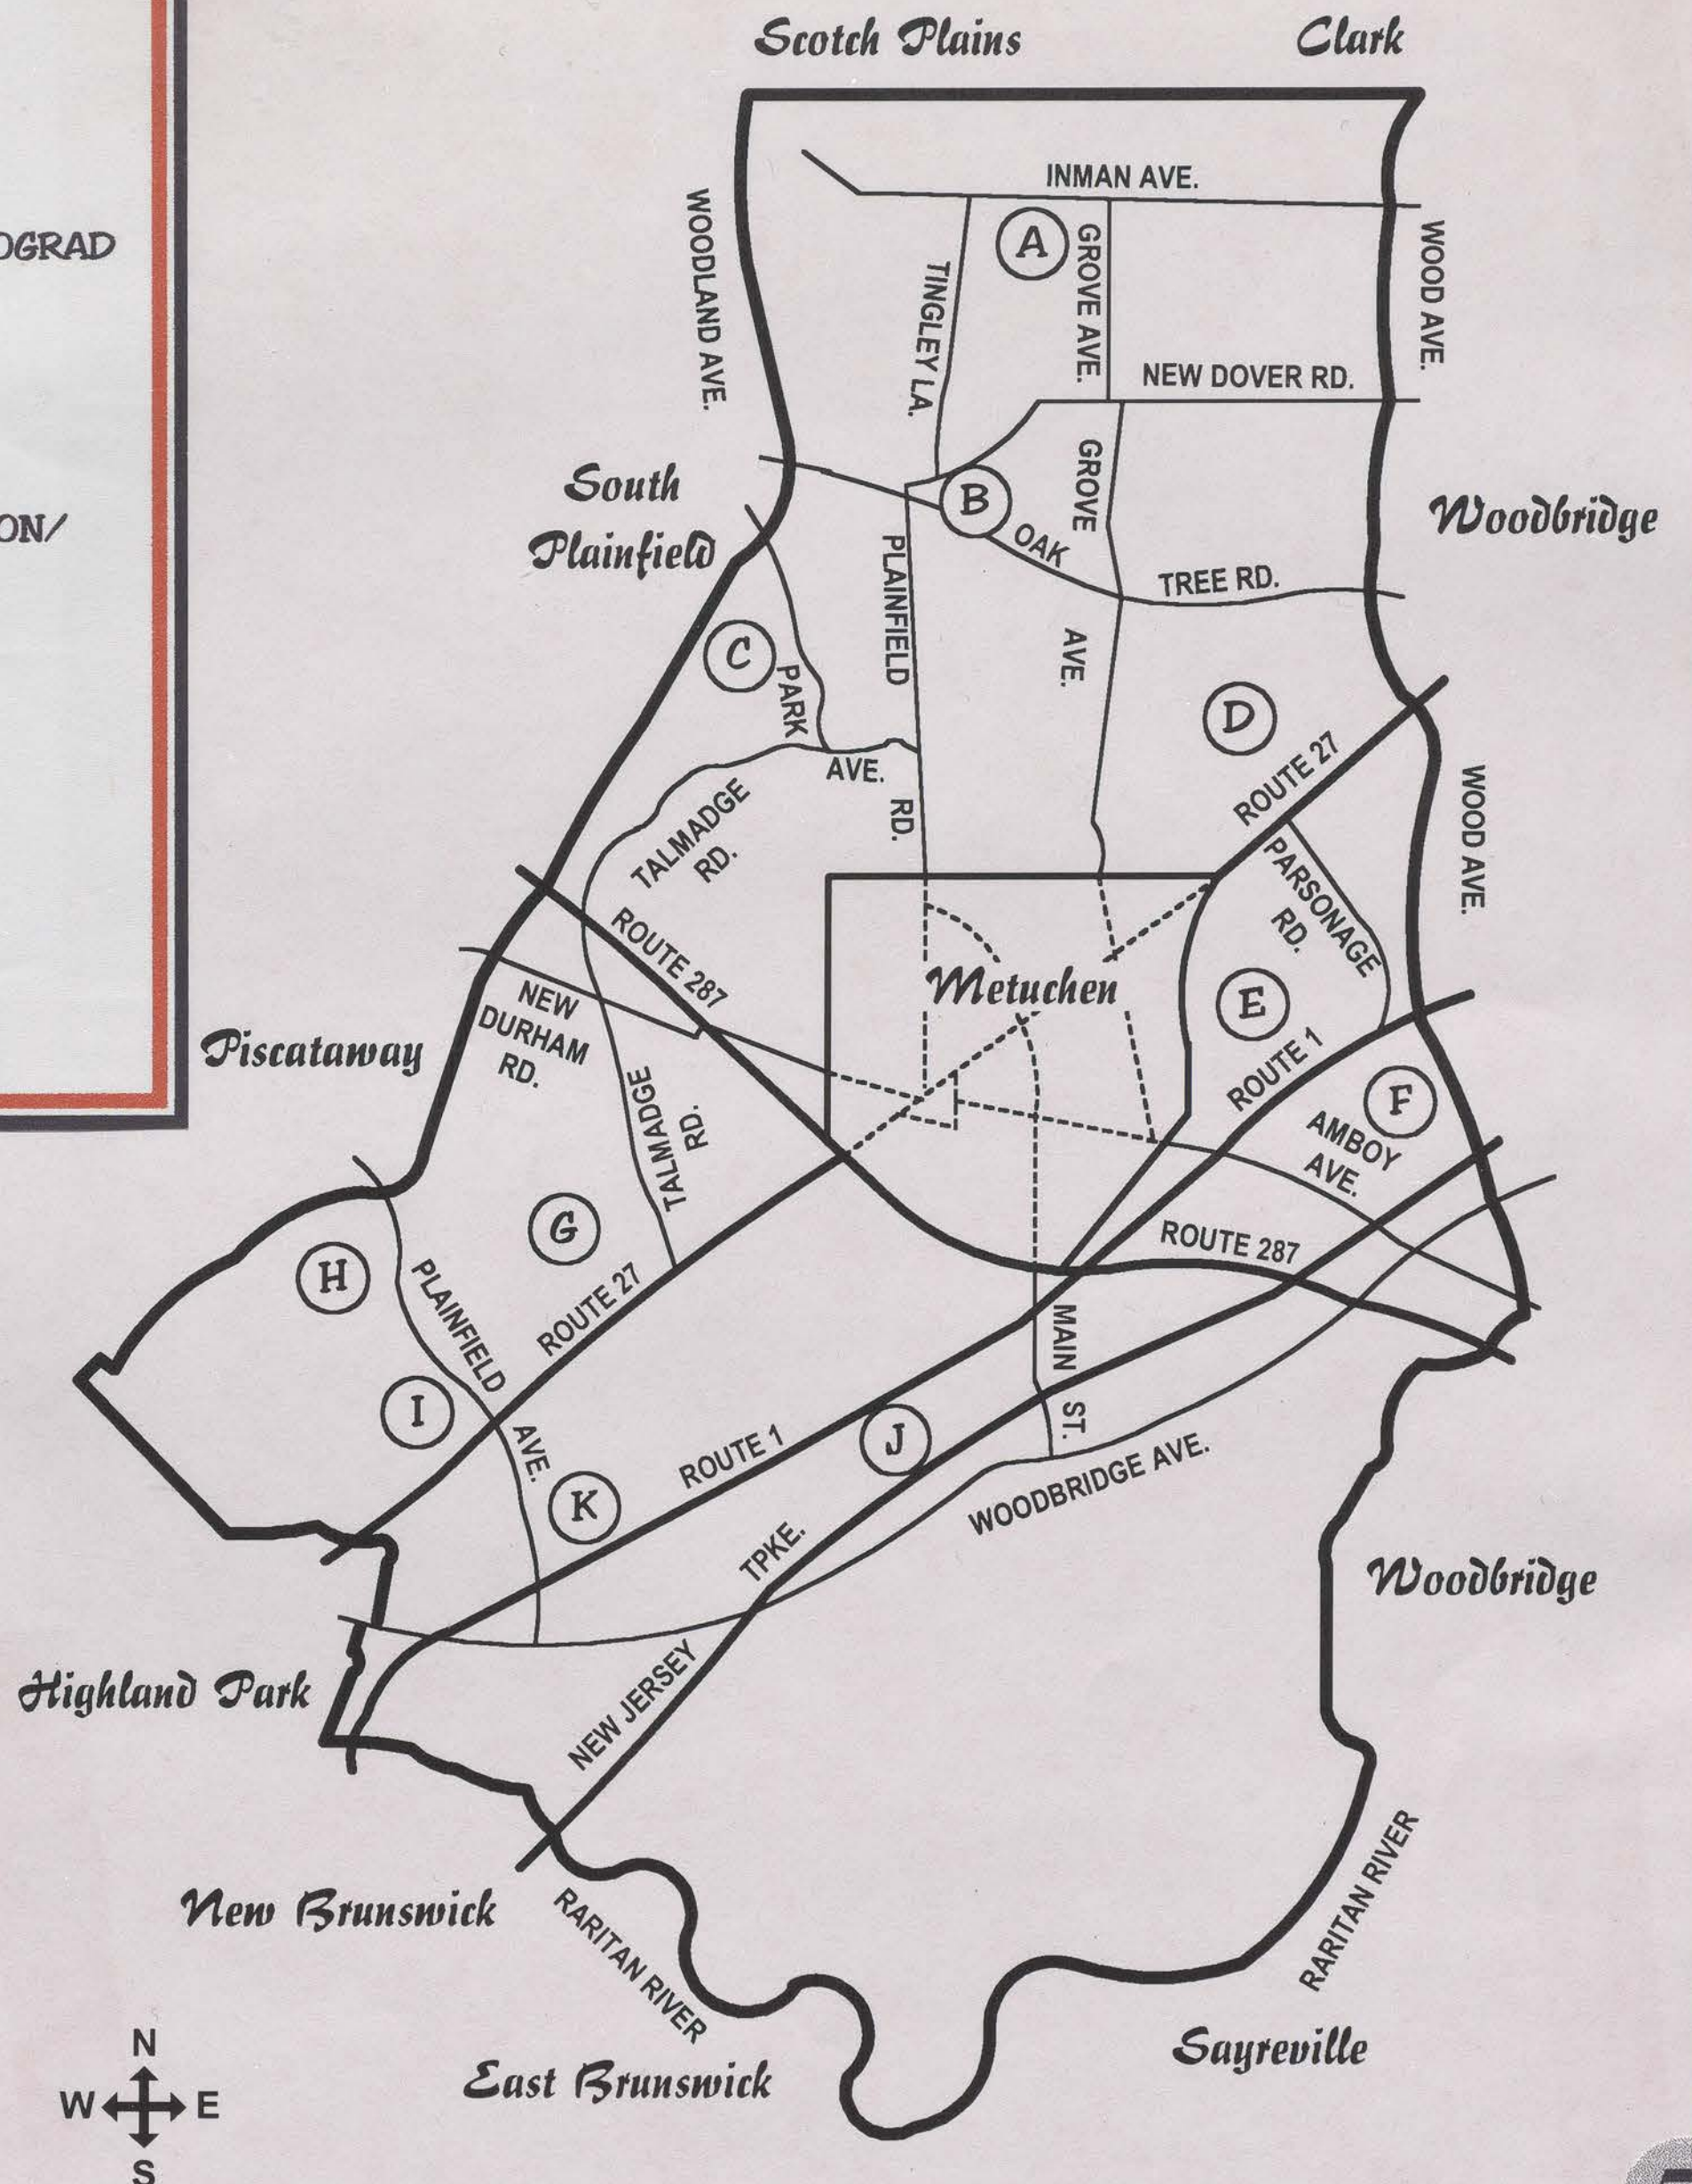 Scotch Plains
Clark
INMAN AVE.
WOODLAND AVE.
A
GROVE AVE.
WOOD AVE.
OGRAD
TINGLEY LA.
NEW DOVER RD.
South
Plainfield
B
GROVE
AVE.
OAK
TREE RD.
Woodbridge
ON/
PLAINFIELD
RD.
C
PARK
AVE.
D
ROUTE 27
TALMADGE
RD.
WOOD AVE.
PARSONAGE
RD.
ROUTE 287
Metuchen
E
NEW
DURHAM
RD.
Piscataway
ROUTE 1
F
TALMADGE
RD.
AMBOY
AVE.
G
H
ROUTE 287
PLAINFIELD
AVE.
ROUTE 27
MAIN
ST.
I
J
ROUTE 1
K
WOODBRIDGE AVE.
NEW JERSEY
TPKE.
Woodbridge
Highland Park
New Brunswick
RARITAN RIVER
RARITAN RIVER
Sayreville
East Brunswick
N
W E
S